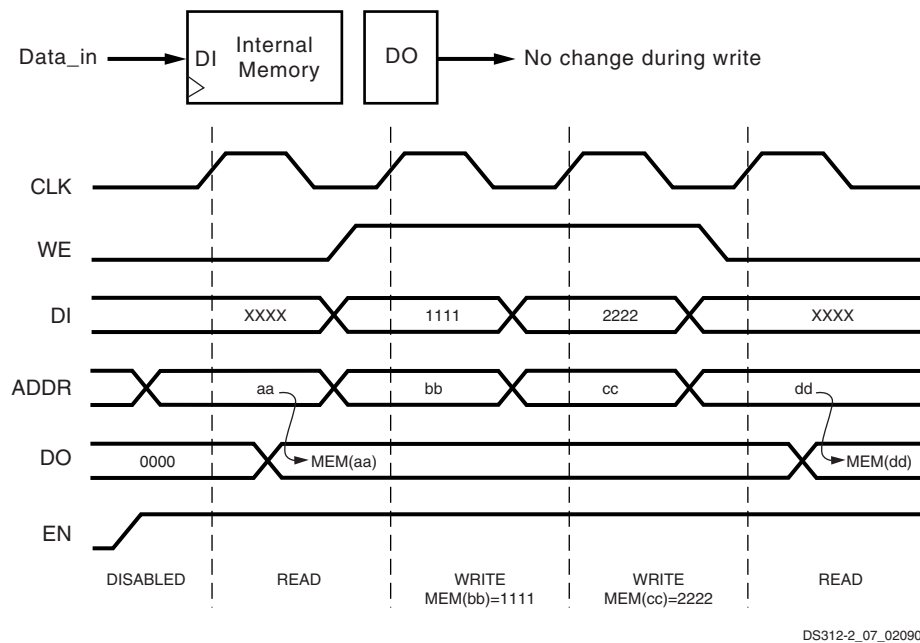 Data_in
DI
Internal
Memory
DO
No change during write
CLK
WE
DI
XXXX
1111
2222
XXXX
ADDR
aa
bb
cc
dd
DO
0000
MEM(aa)
MEM(dd)
EN
DISABLED
READ
WRITE
MEM(bb)=1111
WRITE
MEM(cc)=2222
READ
DS312-2_07_02090